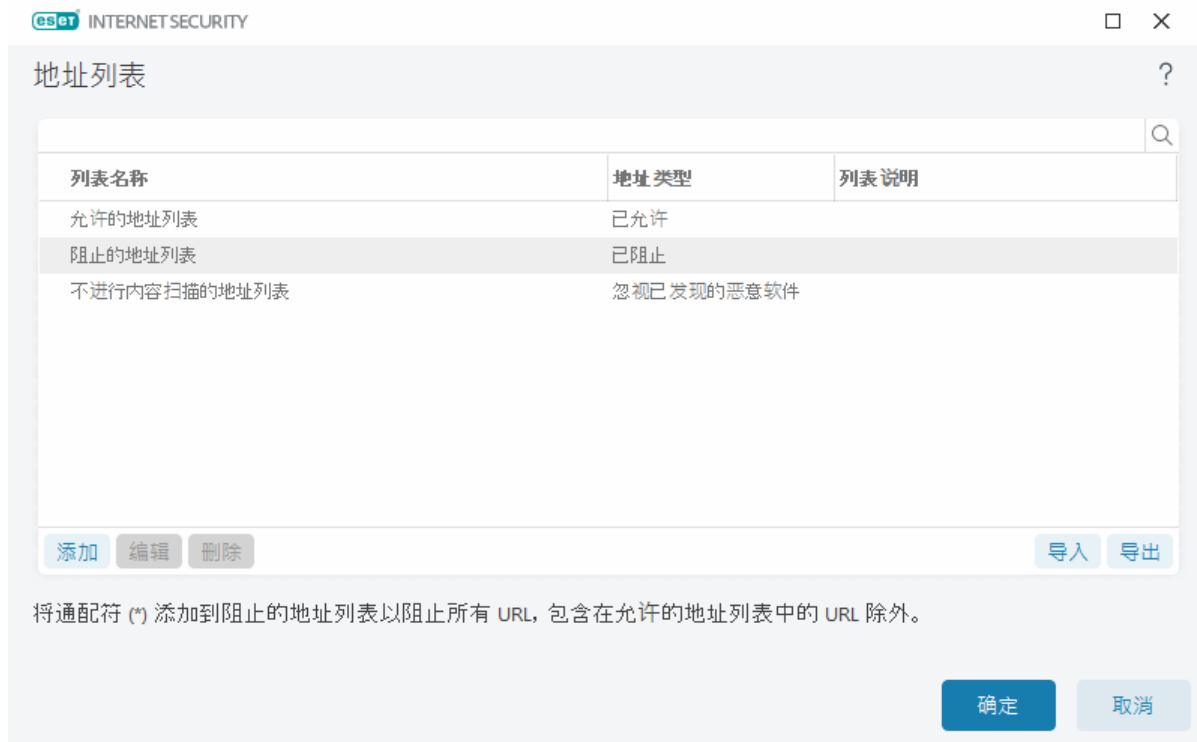 eset INTERNET SECURITY
地址列表
?
列表名称 地址类型 列表说明
允许的地址列表 已允许
阻止的地址列表 已阻止
不进行内容扫描的地址列表 忽视已发现的恶意软件
添加 编辑 删除 导入 导出
将通配符 (*) 添加到阻止的地址列表以阻止所有 URL, 包含在允许的地址列表中的 URL 除外。
确定 取消